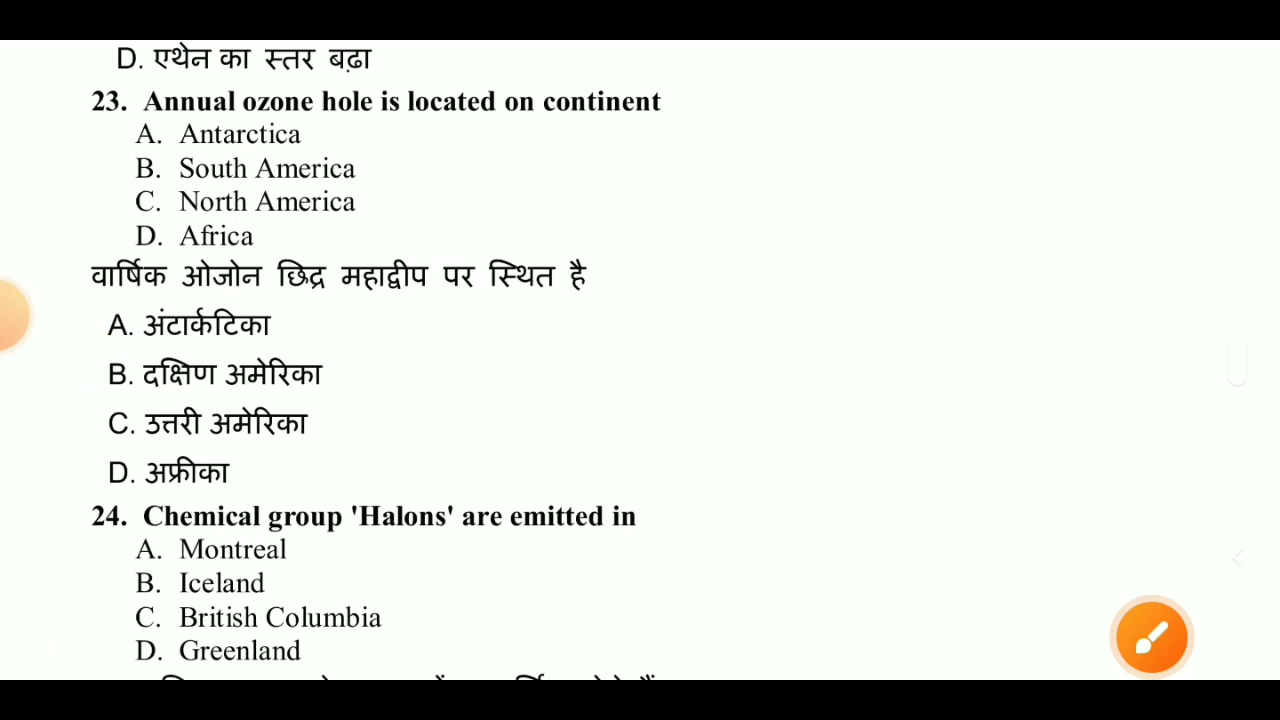 D. एथेन का स्तर बढ़ा
23. Annual ozone hole is located on continent
A. Antarctica
B. South America
C. North America
D. Africa
वार्षिक ओजोन छिद्र महाद्वीप पर स्थित है
A. अंटार्कटिका
B. दक्षिण अमेरिका
C. उत्तरी अमेरिका
D. अफ्रीका
24. Chemical group 'Halons' are emitted in
A. Montreal
B. Iceland
C. British Columbia
D. Greenland